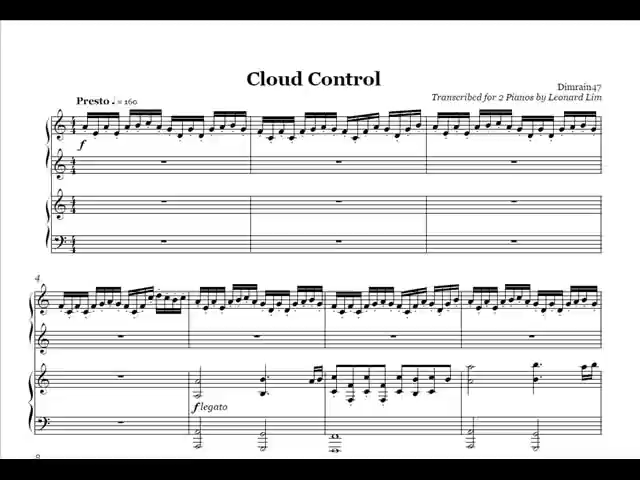 Cloud Control
Dimrain47
Presto ♩ = 160
Transcribed for 2 Pianos by Leonard Lim
f
4
f legato